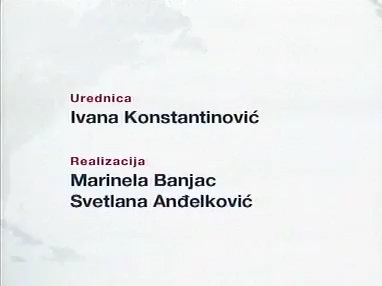 Urednica
Ivana Konstantinović
Realizacija
Marinela Banjac
Svetlana Anđelković